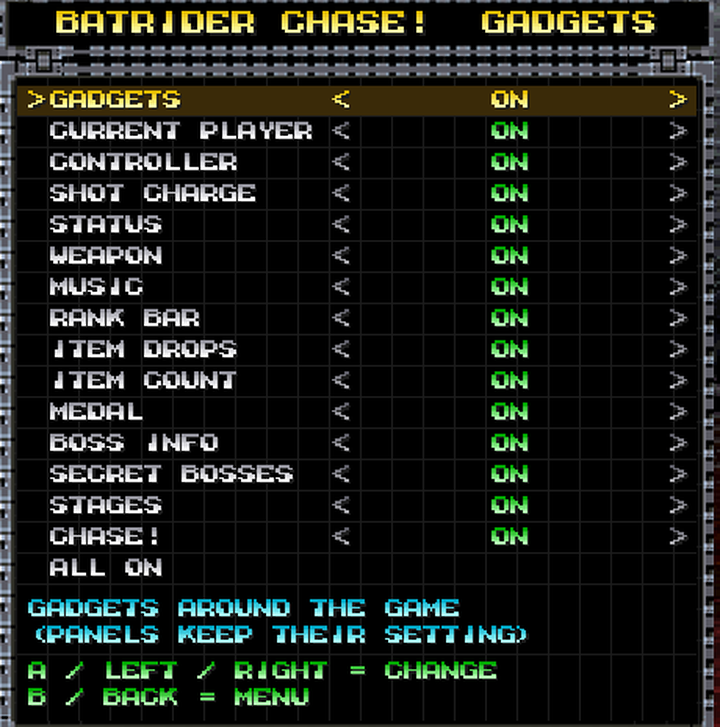 BATRIDER CHASE! GADGETS
>GADGETS < ON >
CURRENT PLAYER < ON >
CONTROLLER < ON >
SHOT CHARGE < ON >
STATUS < ON >
WEAPON < ON >
MUSIC < ON >
RANK BAR < ON >
ITEM DROPS < ON >
ITEM COUNT < ON >
MEDAL < ON >
BOSS INFO < ON >
SECRET BOSSES < ON >
STAGES < ON >
CHASE! < ON >
ALL ON
GADGETS AROUND THE GAME
(PANELS KEEP THEIR SETTING)
A / LEFT / RIGHT = CHANGE
B / BACK = MENU